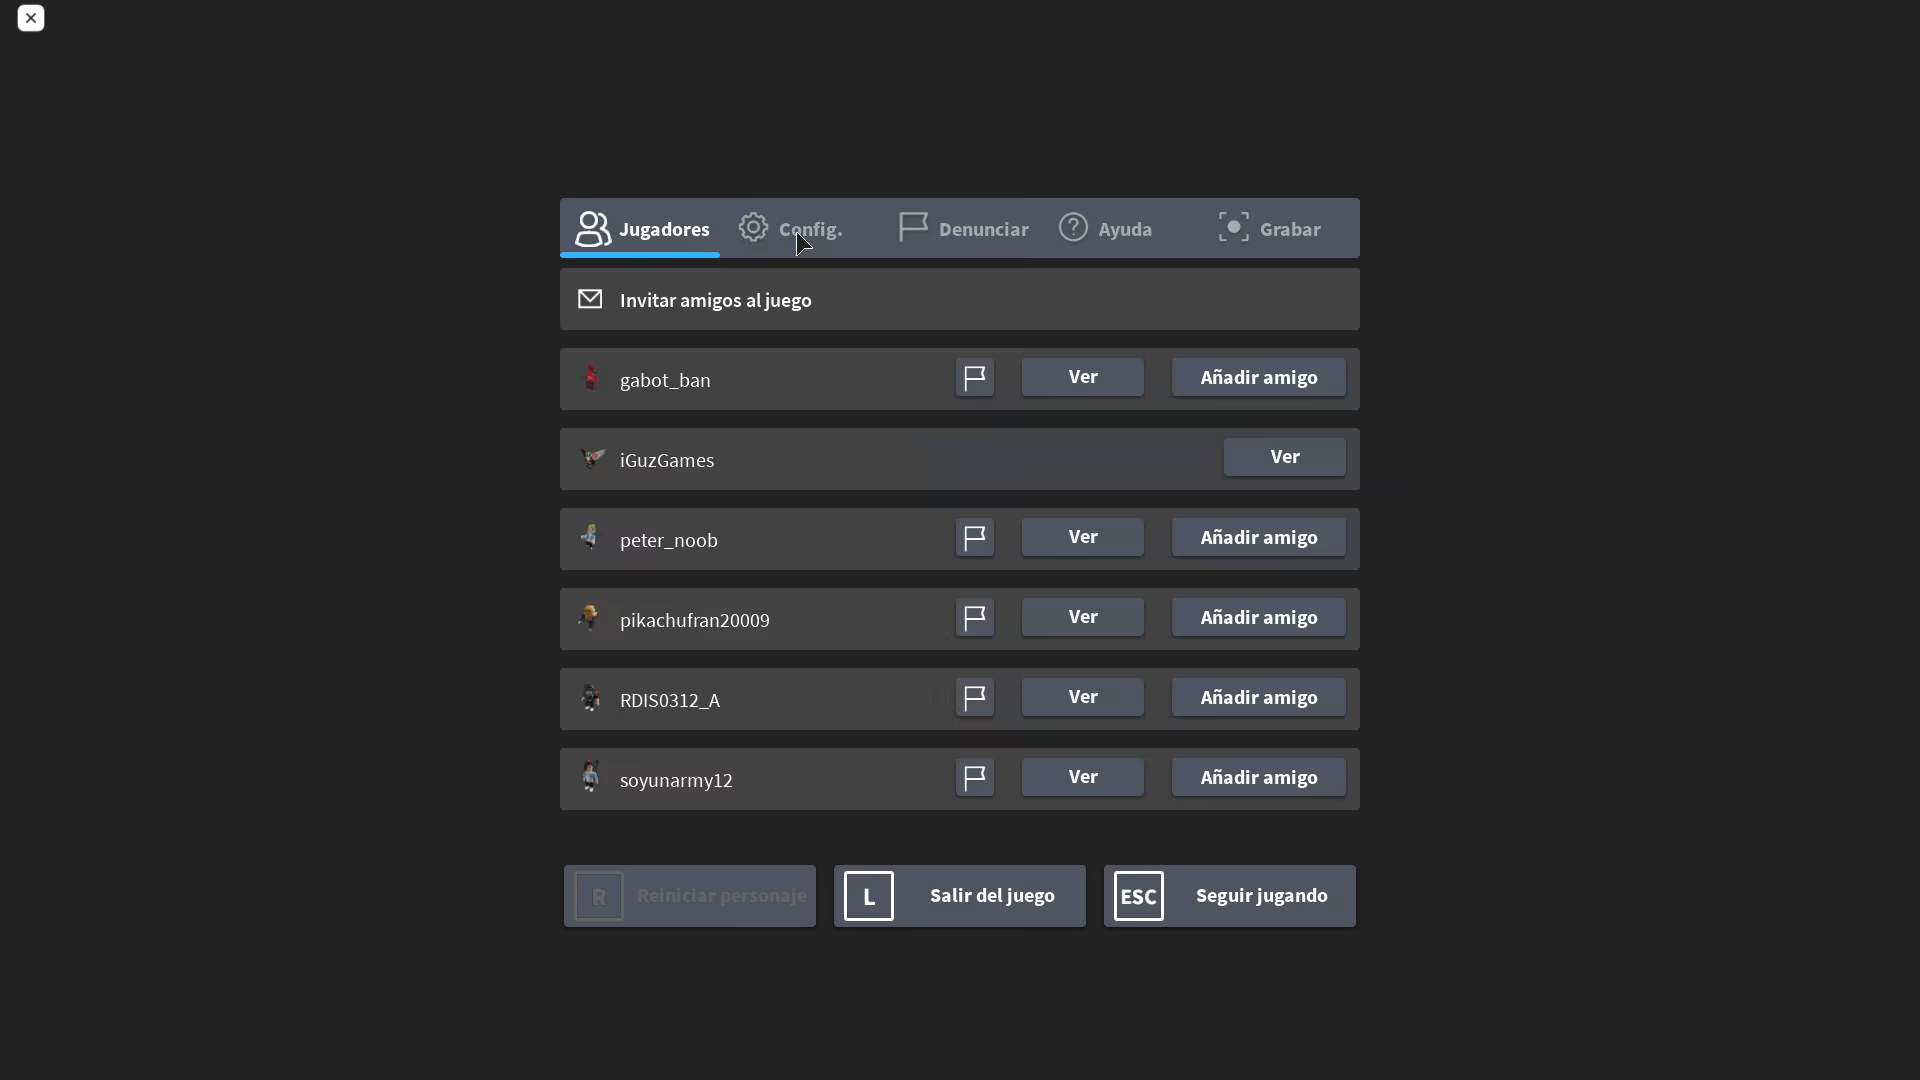 Jugadores Config. Denunciar Ayuda Grabar
Invitar amigos al juego
gabot_ban Ver Añadir amigo
iGuzGames Ver
peter_noob Ver Añadir amigo
pikachufran20009 Ver Añadir amigo
RDIS0312_A Ver Añadir amigo
soyunarmy12 Ver Añadir amigo
R Reiniciar personaje L Salir del juego ESC Seguir jugando